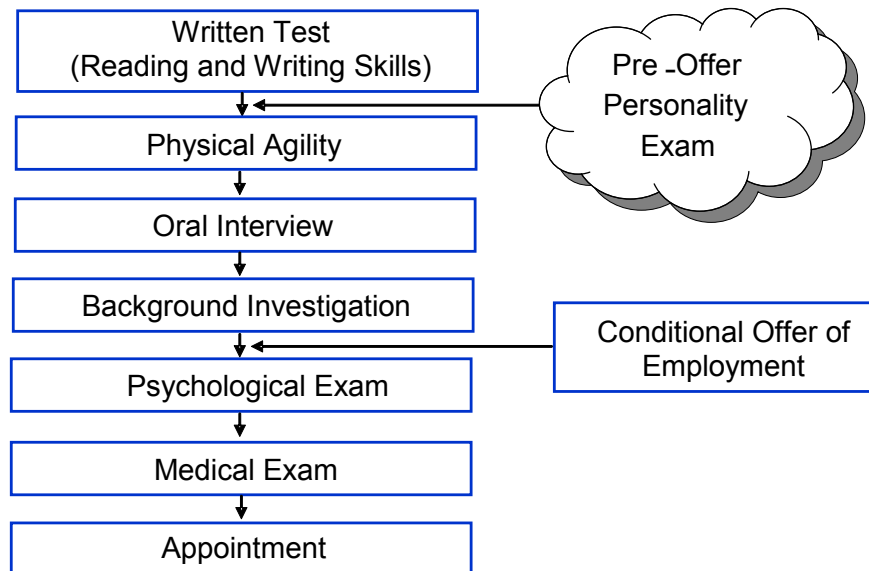 Written Test
(Reading and Writing Skills)
Pre -Offer
Personality
Exam
Physical Agility
Oral Interview
Background Investigation
Conditional Offer of
Employment
Psychological Exam
Medical Exam
Appointment